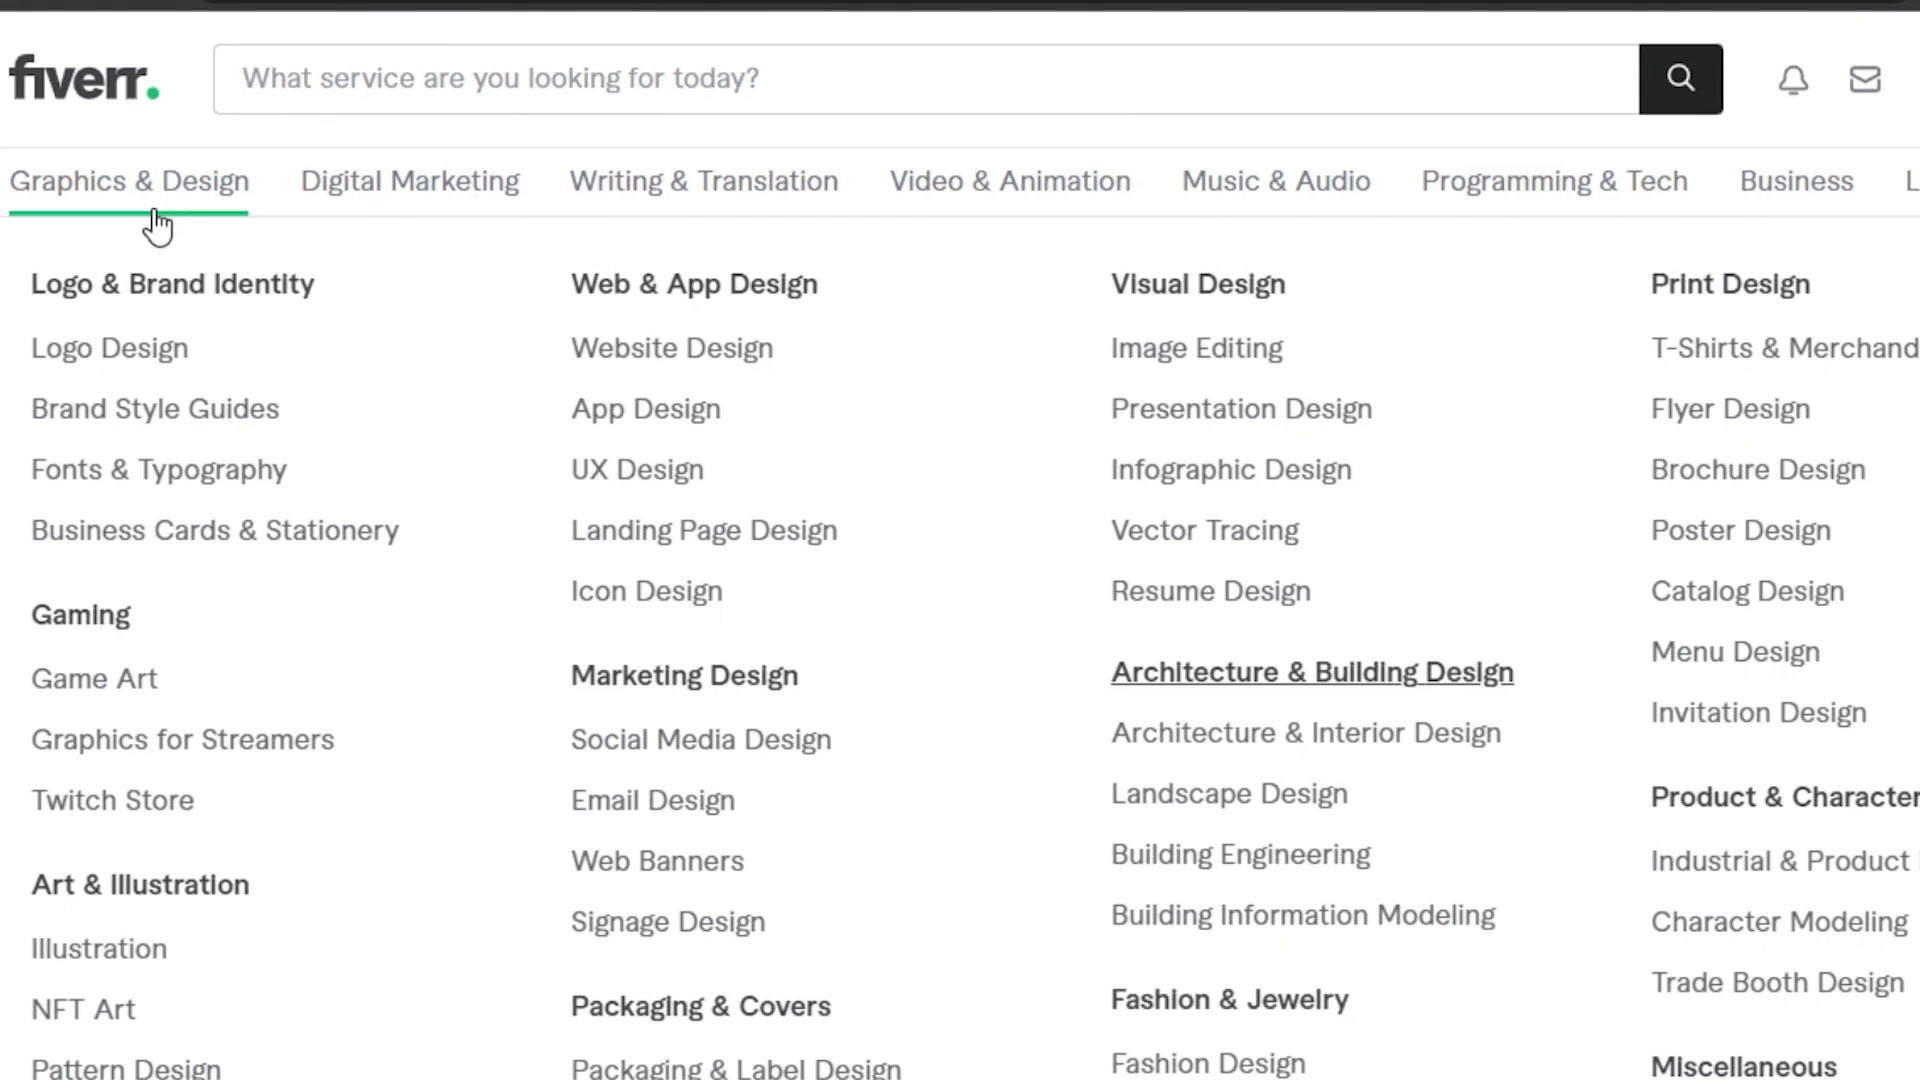 fiverr.
What service are you looking for today?
Graphics & Design
Digital Marketing
Writing & Translation
Video & Animation
Music & Audio
Programming & Tech
Business
L
Logo & Brand Identity
Logo Design
Brand Style Guides
Fonts & Typography
Business Cards & Stationery
Gaming
Game Art
Graphics for Streamers
Twitch Store
Art & Illustration
Illustration
NFT Art
Pattern Design
Web & App Design
Website Design
App Design
UX Design
Landing Page Design
Icon Design
Marketing Design
Social Media Design
Email Design
Web Banners
Signage Design
Packaging & Covers
Packaging & Label Design
Visual Design
Image Editing
Presentation Design
Infographic Design
Vector Tracing
Resume Design
Architecture & Building Design
Architecture & Interior Design
Landscape Design
Building Engineering
Building Information Modeling
Fashion & Jewelry
Fashion Design
Print Design
T-Shirts & Merchand
Flyer Design
Brochure Design
Poster Design
Catalog Design
Menu Design
Invitation Design
Product & Character
Industrial & Product
Character Modeling
Trade Booth Design
Miscellaneous